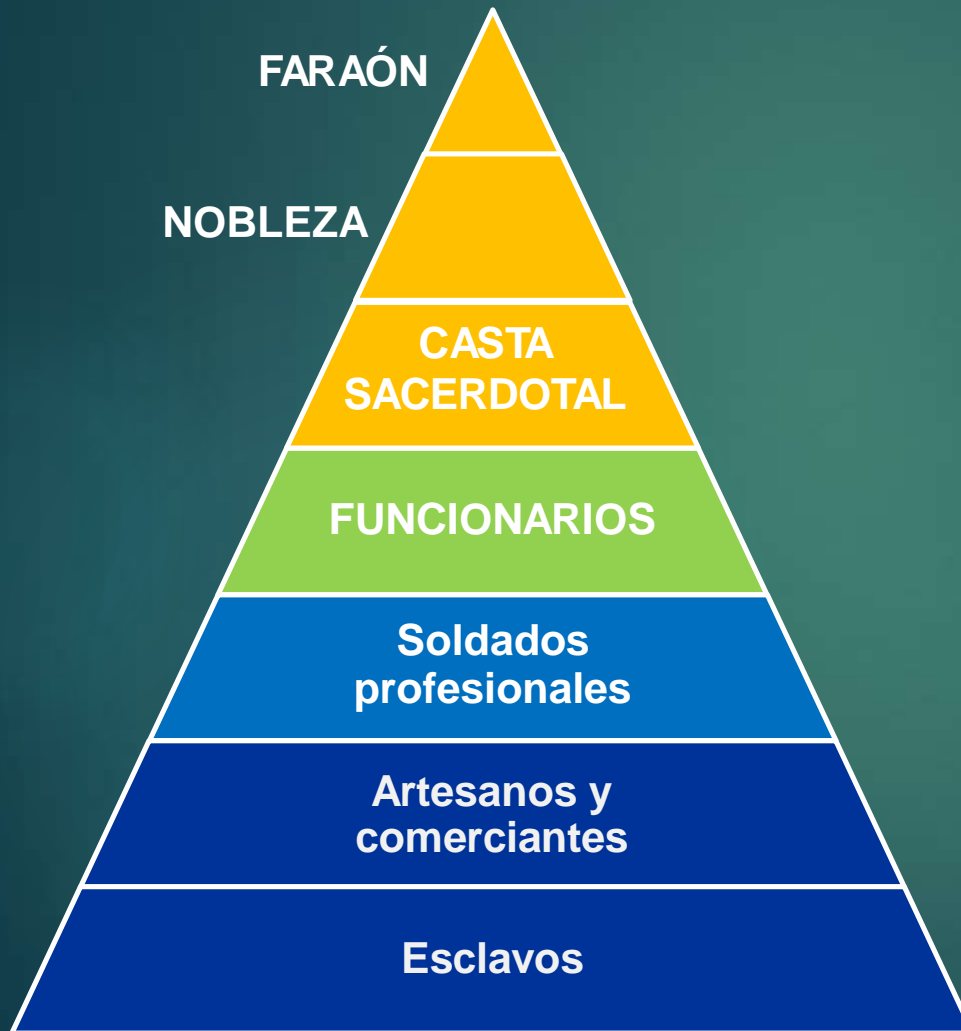 FARAÓN
NOBLEZA
CASTA
SACERDOTAL
FUNCIONARIOS
Soldados
profesionales
Artesanos y
comerciantes
Esclavos